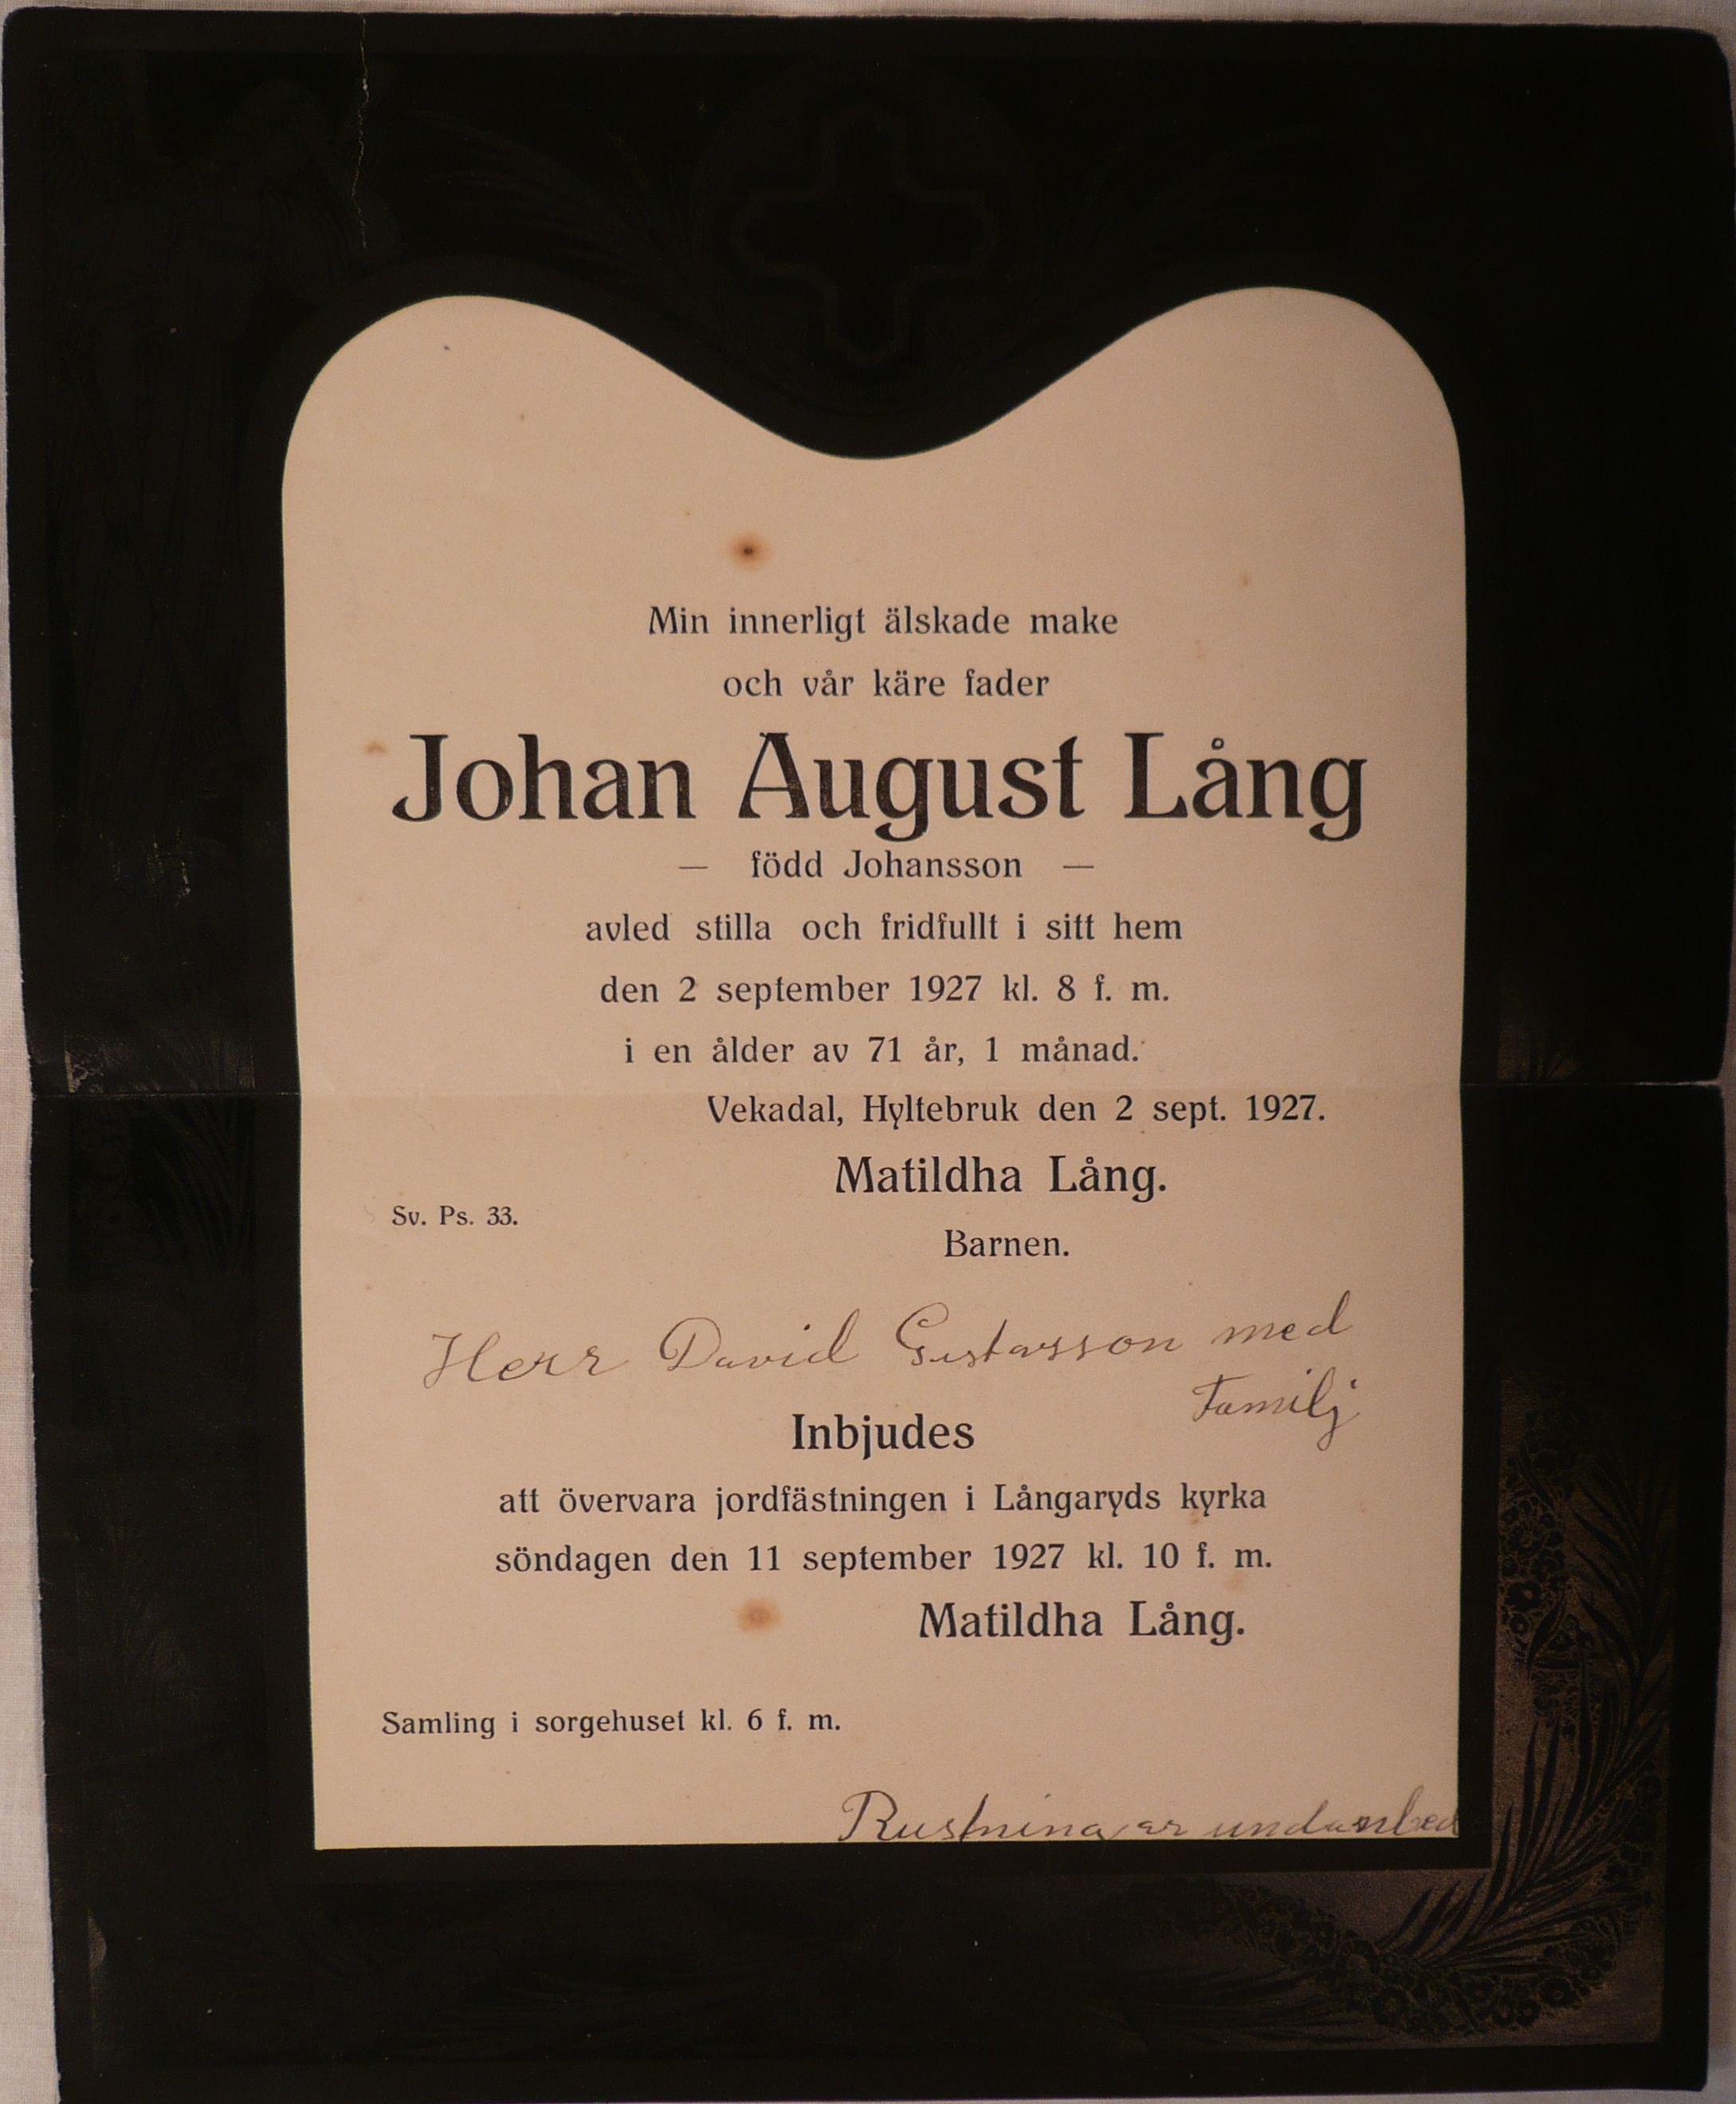 Min innerligt älskade make
och vår käre fader
Johan August Lång
— född Johansson —
avled stilla och fridfullt i sitt hem
den 2 september 1927 kl. 8 f. m.
i en ålder av 71 år, 1 månad.
Vekadal, Hyltebruk den 2 sept. 1927.
Matildha Lång.
Sv. Ps. 33.
Barnen.
Herr David Gustavsson med
Familj
Inbjudes
att övervara jordfästningen i Långaryds kyrka
söndagen den 11 september 1927 kl. 10 f. m.
Matildha Lång.
Samling i sorgehuset kl. 6 f. m.
är undanbed